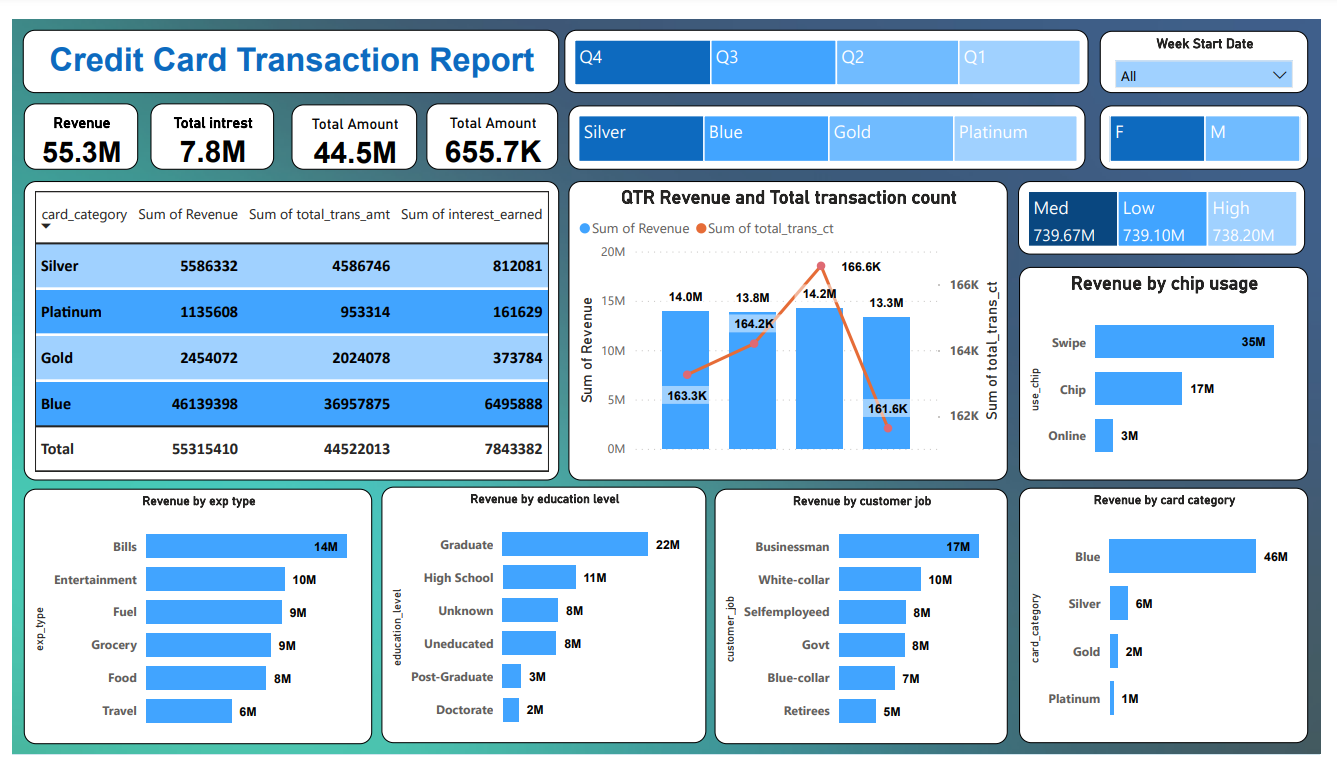 Credit Card Transaction Report
Q4 Q3 Q2 Q1
Week Start Date
All
Revenue
55.3M
Total intrest
7.8M
Total Amount
44.5M
Total Amount
655.7K
Silver Blue Gold Platinum
F M
card_category Sum of Revenue Sum of total_trans_amt Sum of interest_earned
Silver 5586332 4586746 812081
Platinum 1135608 953314 161629
Gold 2454072 2024078 373784
Blue 46139398 36957875 6495888
Total 55315410 44522013 7843382
QTR Revenue and Total transaction count
Sum of Revenue Sum of total_trans_ct
Sum of Revenue
20M
15M
10M
5M
0M
14.0M 13.8M 14.2M 13.3M
163.3K 164.2K 166.6K 161.6K
166K
164K
162K
Sum of total_trans_ct
Med Low High
739.67M 739.10M 738.20M
Revenue by chip usage
use_chip
Swipe 35M
Chip 17M
Online 3M
Revenue by exp type
exp_type
Bills 14M
Entertainment 10M
Fuel 9M
Grocery 9M
Food 8M
Travel 6M
Revenue by education level
education_level
Graduate 22M
High School 11M
Unknown 8M
Uneducated 8M
Post-Graduate 3M
Doctorate 2M
Revenue by customer job
customer_job
Businessman 17M
White-collar 10M
Selfemployeed 8M
Govt 8M
Blue-collar 7M
Retirees 5M
Revenue by card category
card_category
Blue 46M
Silver 6M
Gold 2M
Platinum 1M